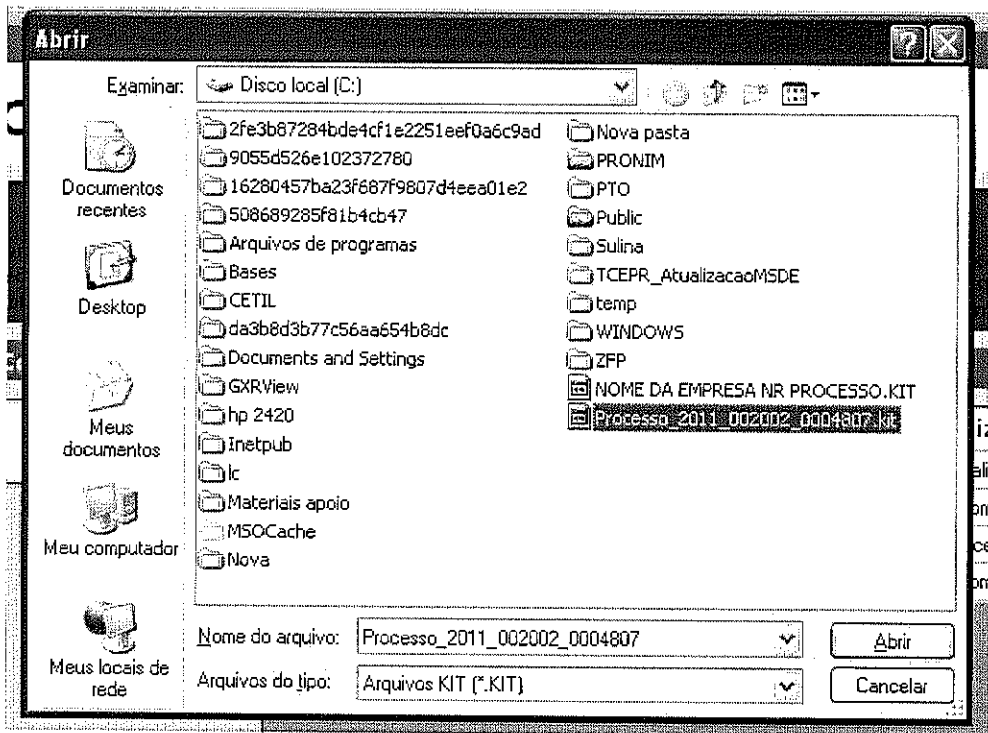 Abrir
Examinar:
Disco local (C:)
Documentos
recentes
Desktop
Meus
documentos
Meu computador
Meus locais de
rede
2fe3b87284bde4cf1e2251eef0a6c9ad
9055d526e102372780
16280457ba23f687f9807d4eea01e2
508689285f81b4cb47
Arquivos de programas
Bases
CETIL
da3b8d3b77c56aa654b8dc
Documents and Settings
GXRView
hp 2420
Inetpub
lc
Materiais apoio
MSOCache
Nova
Nova pasta
PRONIM
PTO
Public
Sulina
TCEPR_AtualizacaoMSDE
temp
WINDOWS
ZFP
NOME DA EMPRESA NR PROCESSO.KIT
Processo_2011_002002_0004807.kit
Nome do arquivo:
Processo_2011_002002_0004807
Abrir
Arquivos do tipo:
Arquivos KIT (*.KIT)
Cancelar